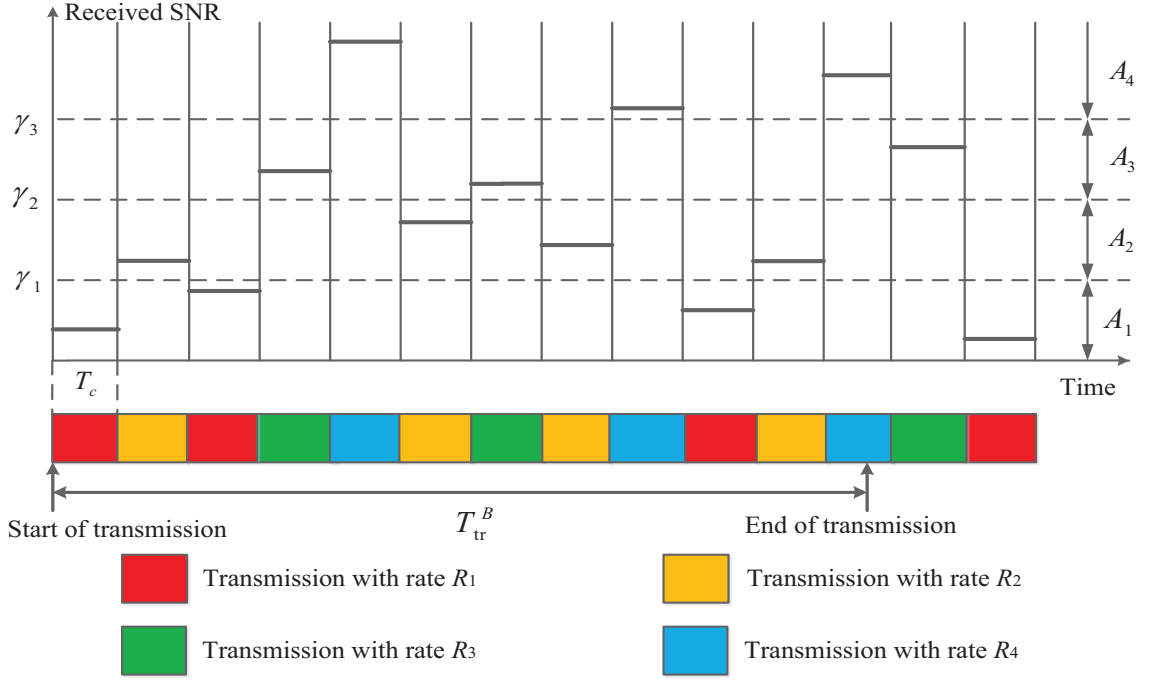 Received SNR
A4
γ3
A3
γ2
A2
γ1
A1
Tc
Time
Start of transmission
Ttr^B
End of transmission
Transmission with rate R1
Transmission with rate R2
Transmission with rate R3
Transmission with rate R4